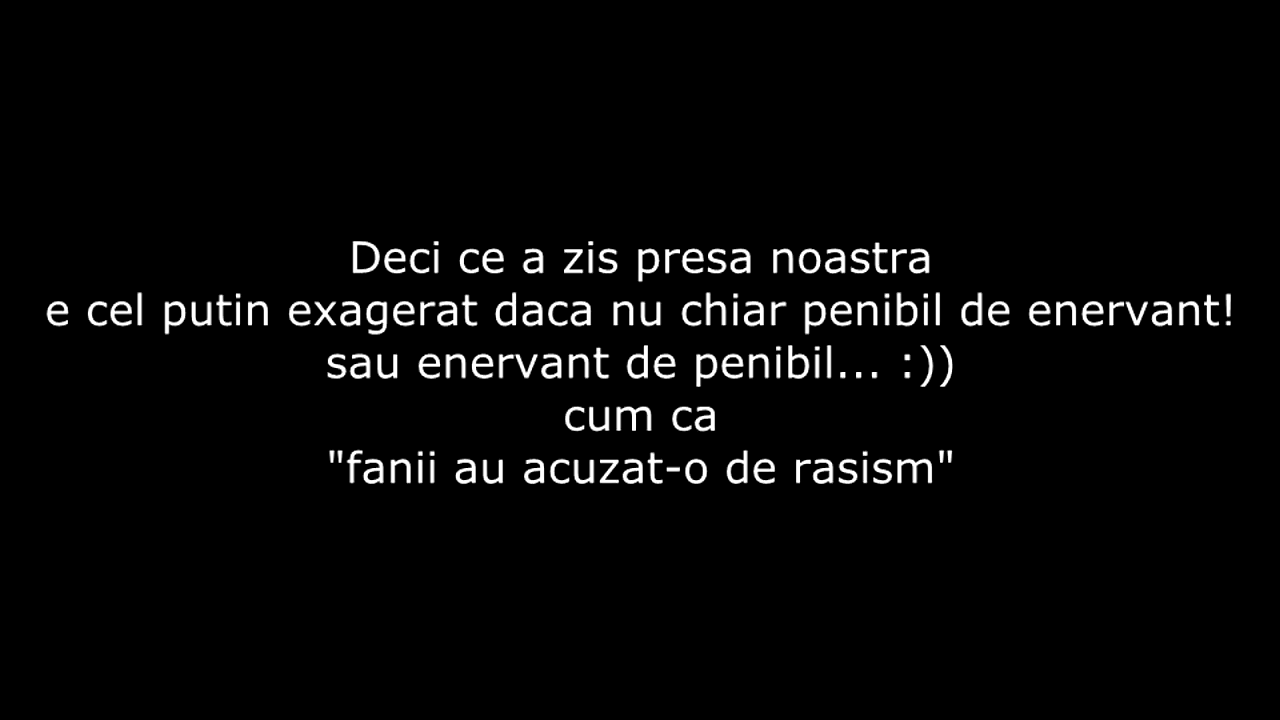 Deci ce a zis presa noastra
e cel putin exagerat daca nu chiar penibil de enervant!
sau enervant de penibil... :))
cum ca
"fanii au acuzat-o de rasism"